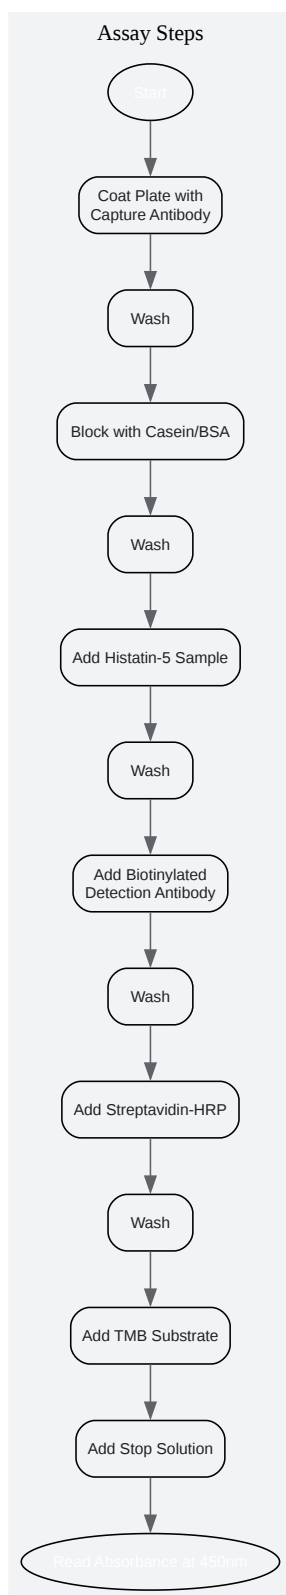 Assay Steps
Start
Coat Plate with
Capture Antibody
Wash
Block with Casein/BSA
Wash
Add Histatin-5 Sample
Wash
Add Biotinylated
Detection Antibody
Wash
Add Streptavidin-HRP
Wash
Add TMB Substrate
Add Stop Solution
Read Absorbance at 450nm